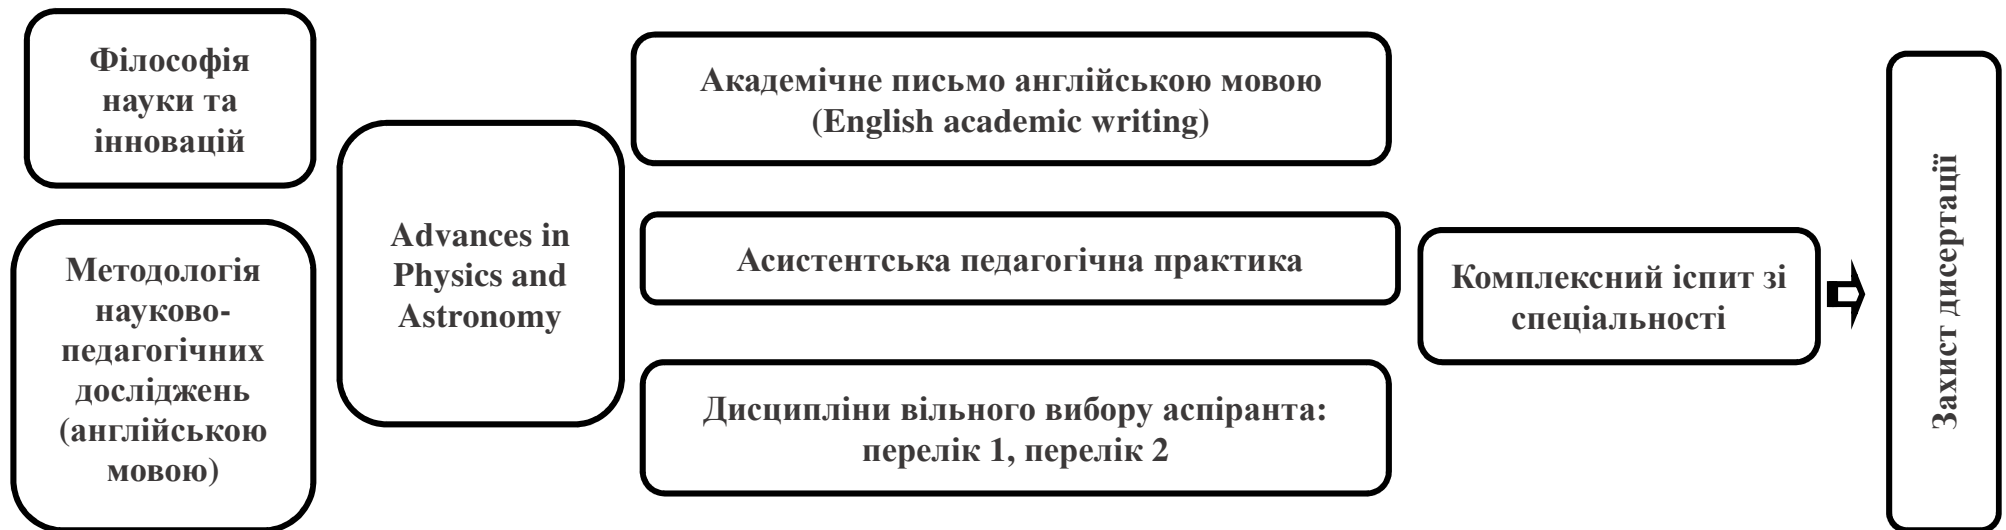 Філософія
науки та
інновацій
Методологія
науково-
педагогічних
досліджень
(англійською
мовою)
Advances in
Physics and
Astronomy
Академічне письмо англійською мовою
(English academic writing)
Асистентська педагогічна практика
Дисципліни вільного вибору аспіранта:
перелік 1, перелік 2
Комплексний іспит зі
спеціальності
Захист дисертації